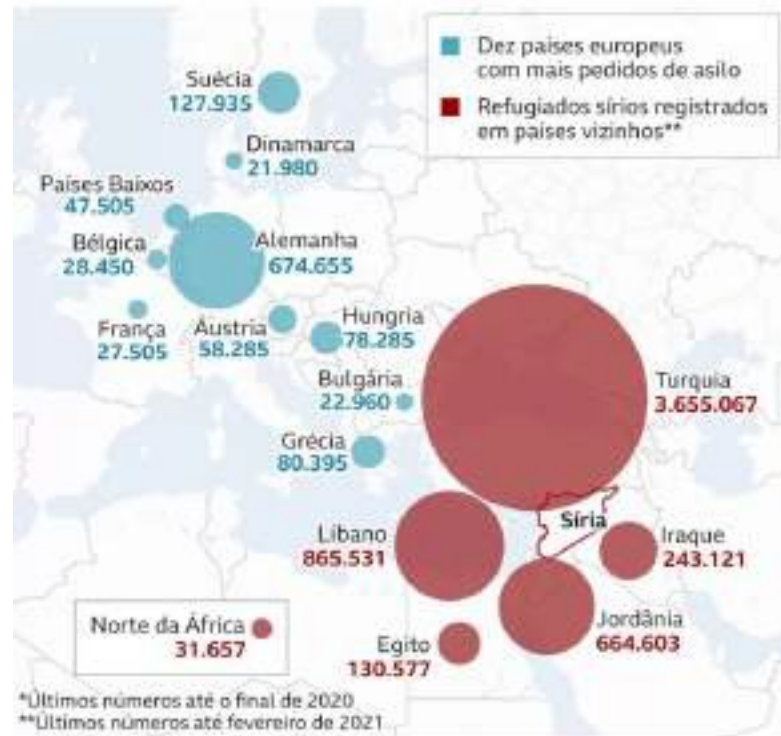 Dez países europeus
com mais pedidos de asilo
Refugiados sírios registrados
em países vizinhos**
Suécia
127.935
Dinamarca
21.980
Países Baixos
47.505
Bélgica
28.450
Alemanha
674.655
França
27.505
Áustria
58.285
Hungria
78.285
Bulgária
22.960
Grécia
80.395
Turquia
3.655.067
Síria
Líbano
865.531
Iraque
243.121
Jordânia
664.603
Egito
130.577
Norte da África
31.657
*Últimos números até o final de 2020
**Últimos números até fevereiro de 2021